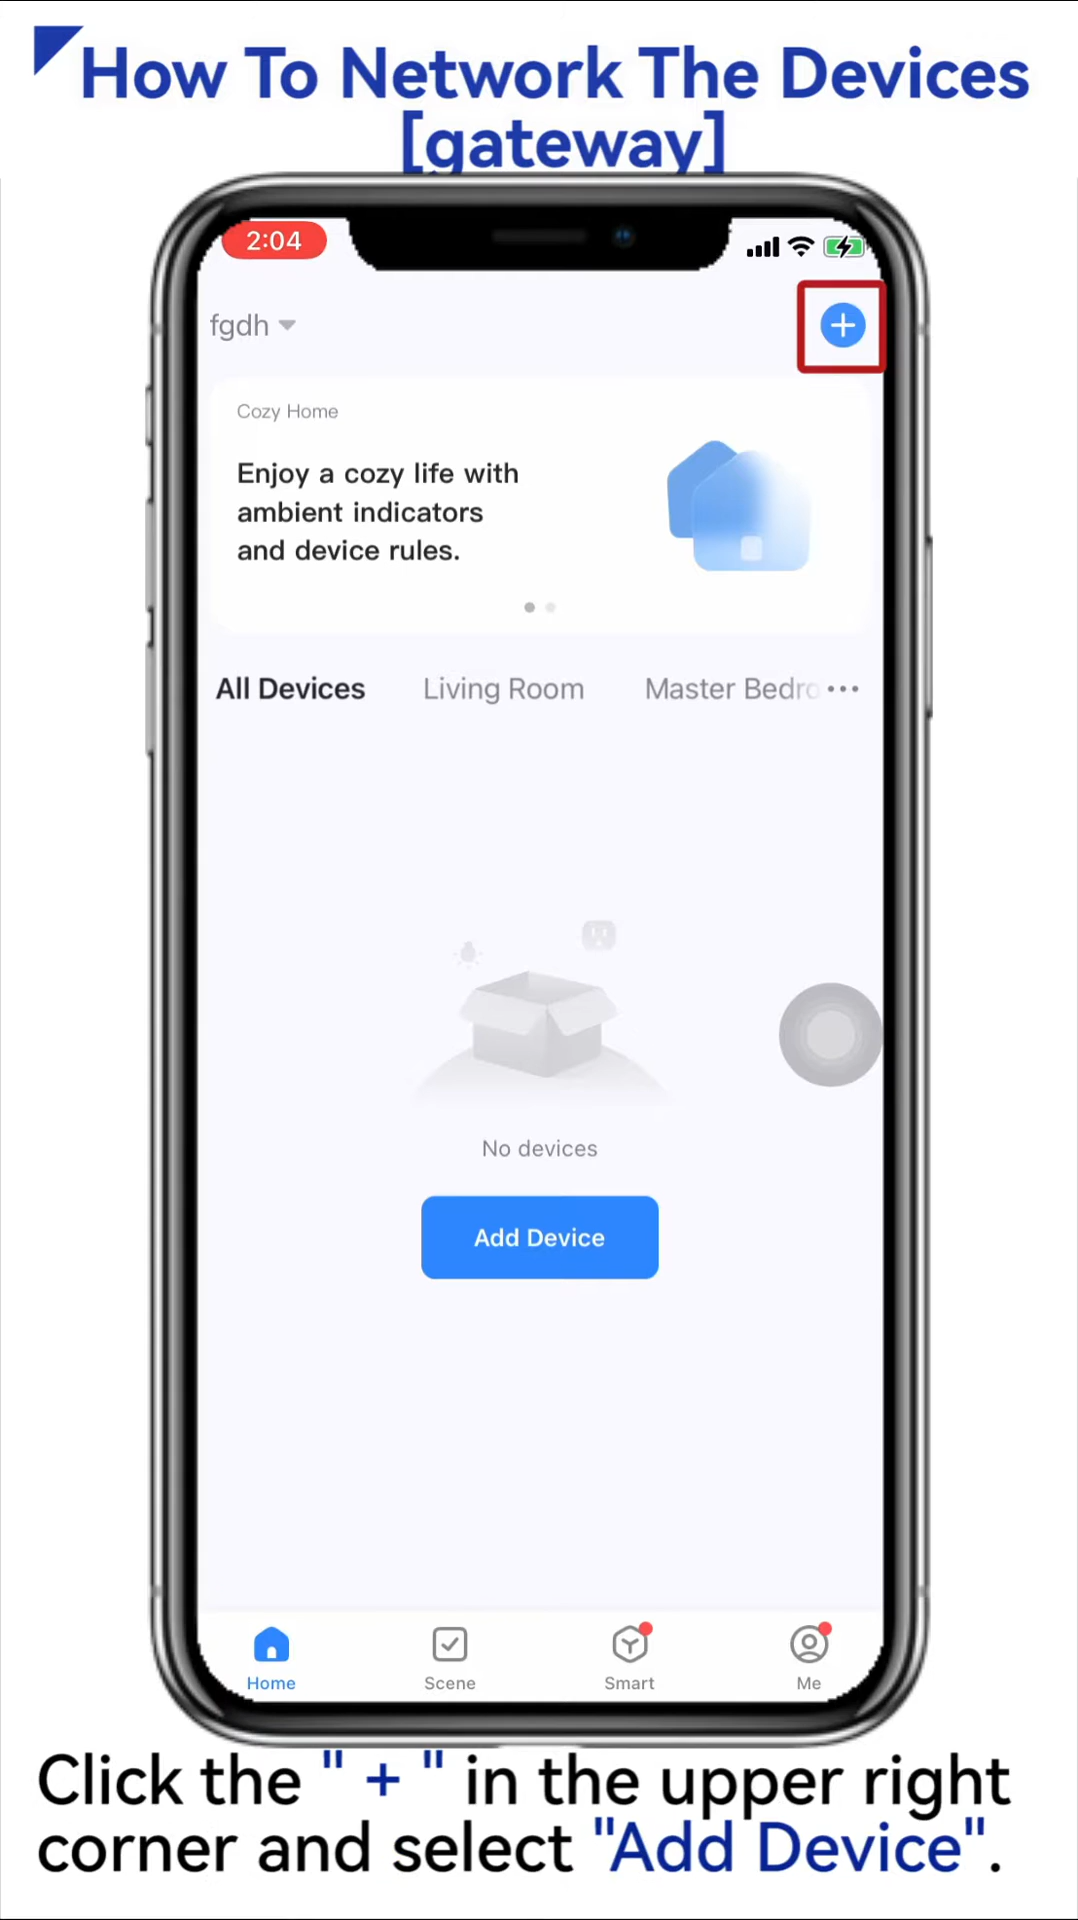 How To Network The Devices
[gateway]
2:04
fgdh
Cozy Home
Enjoy a cozy life with
ambient indicators
and device rules.
All Devices Living Room Master Bedro ...
No devices
Add Device
Home Scene Smart Me
Click the " + " in the upper right
corner and select "Add Device".